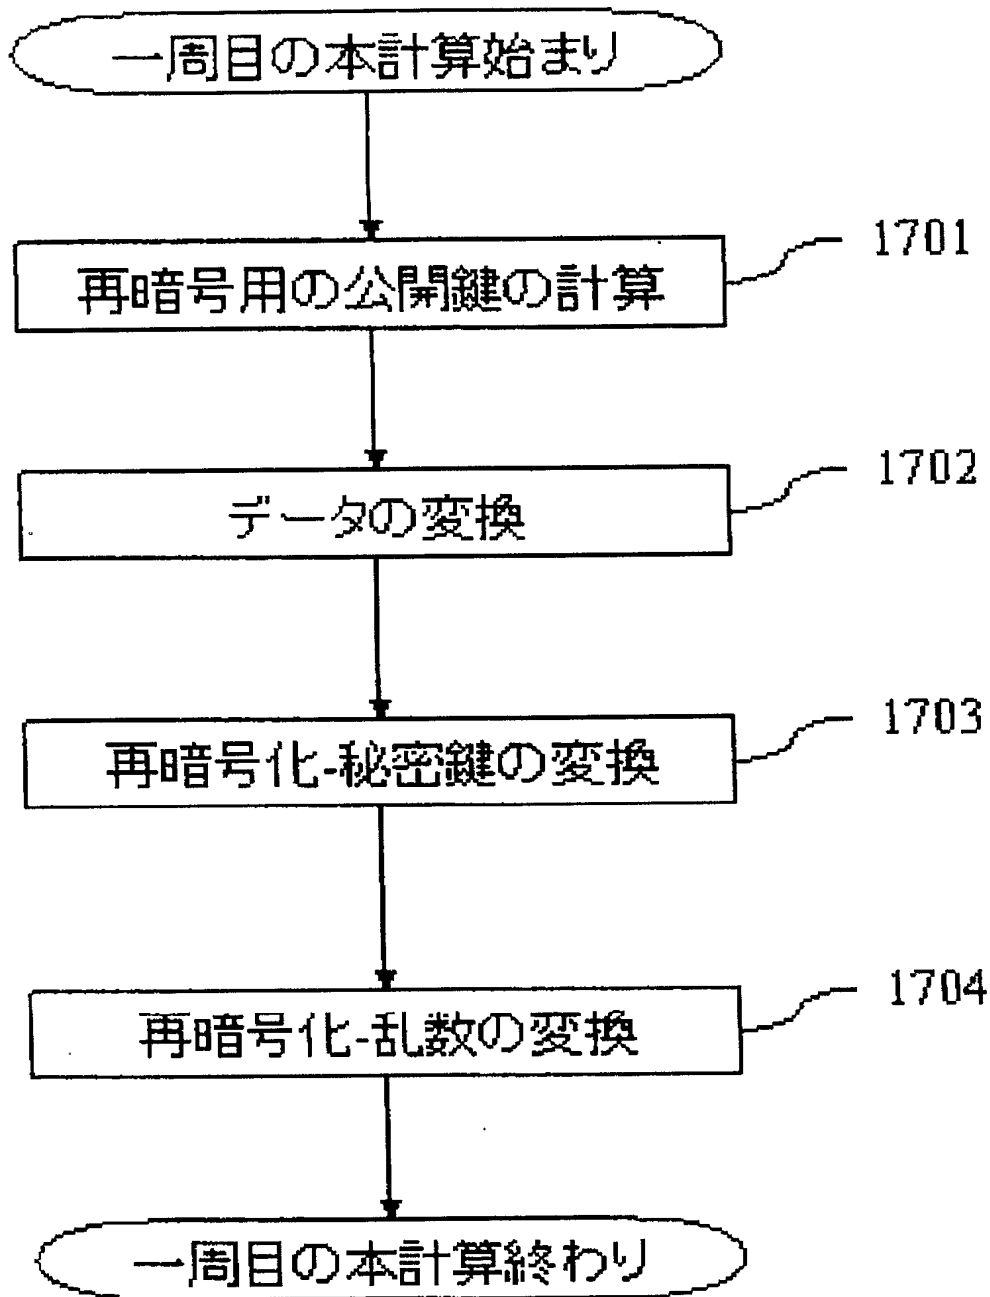 一周目の本計算始まり
1701
再暗号用の公開鍵の計算
1702
データの変換
1703
再暗号化-秘密鍵の変換
1704
再暗号化-乱数の変換
一周目の本計算終わり